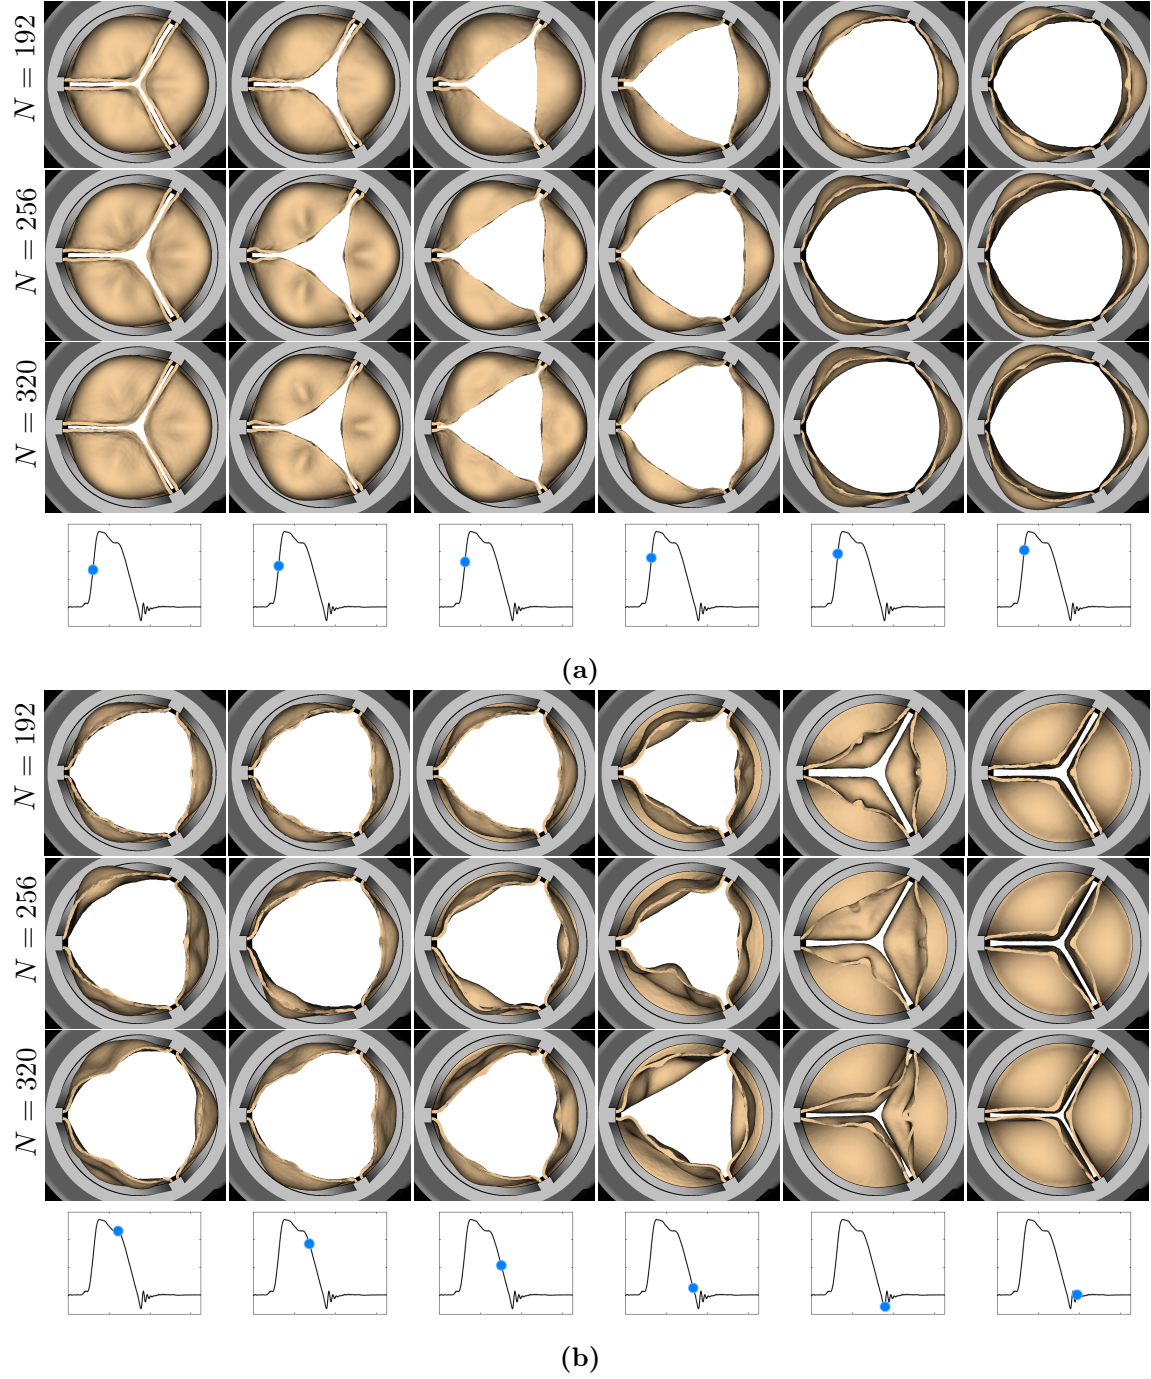 N = 192
N = 256
N = 320
(a)
N = 192
N = 256
N = 320
(b)